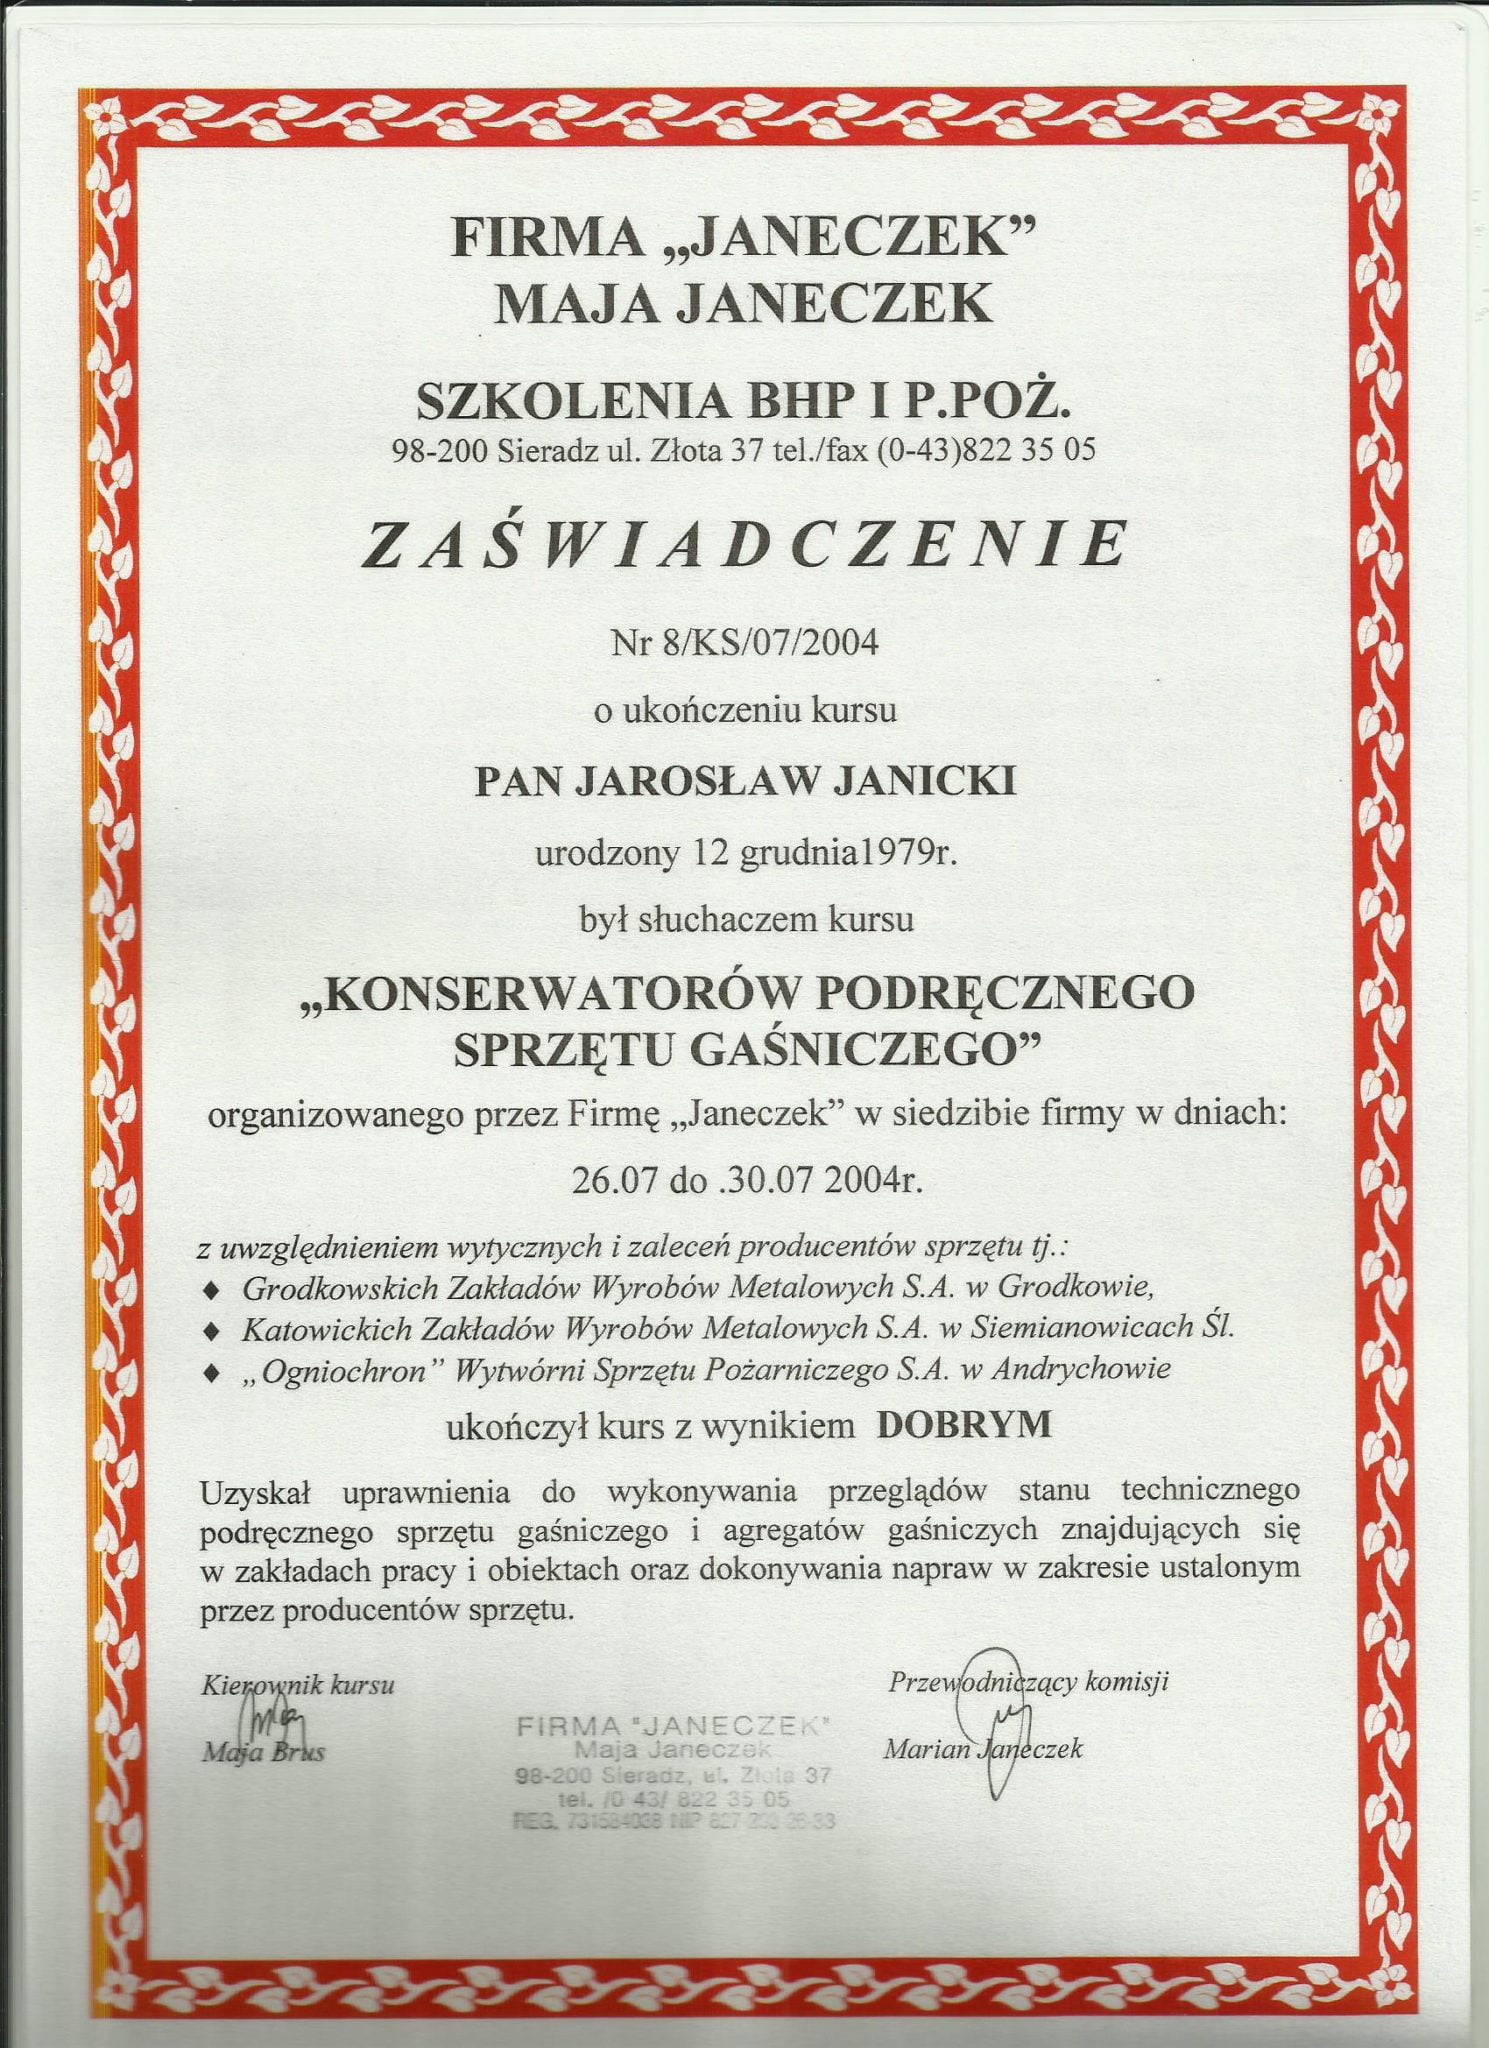 FIRMA „JANECZEK”
MAJA JANECZEK
SZKOLENIA BHP I P.POŻ.
98-200 Sieradz ul. Złota 37 tel./fax (0-43)822 35 05
ZAŚWIADCZENIE
Nr 8/KS/07/2004
o ukończeniu kursu
PAN JAROSŁAW JANICKI
urodzony 12 grudnia1979r.
był słuchaczem kursu
„KONSERWATORÓW PODRĘCZNEGO
SPRZĘTU GAŚNICZEGO”
organizowanego przez Firmę „Janeczek” w siedzibie firmy w dniach:
26.07 do .30.07 2004r.
z uwzględnieniem wytycznych i zaleceń producentów sprzętu tj.:
♦ Grodkowskich Zakładów Wyrobów Metalowych S.A. w Grodkowie,
♦ Katowickich Zakładów Wyrobów Metalowych S.A. w Siemianowicach Śl.
♦ „Ogniochron” Wytwórni Sprzętu Pożarniczego S.A. w Andrychowie
ukończył kurs z wynikiem DOBRYM
Uzyskał uprawnienia do wykonywania przeglądów stanu technicznego
podręcznego sprzętu gaśniczego i agregatów gaśniczych znajdujących się
w zakładach pracy i obiektach oraz dokonywania napraw w zakresie ustalonym
przez producentów sprzętu.
Kierownik kursu
Maja Brus
Przewodniczący komisji
Marian Janeczek
FIRMA "JANECZEK"
Maja Janeczek
98-200 Sieradz, ul. Złota 37
tel. /0 43/ 822 35 05
REG. 731584038 NIP